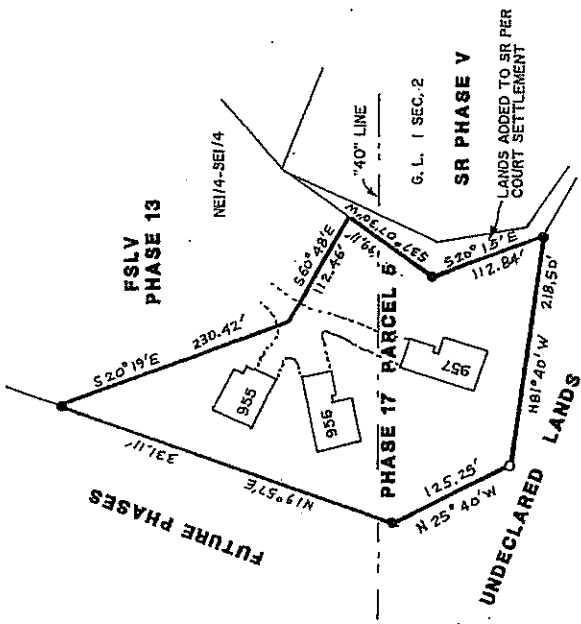 FSLV
PHASE 13
NE1/4-SE1/4
S20°19'E
230.42'
S60°48'E
112.46'
"40" LINE
G.L. 1 SEC. 2
SR PHASE V
LANDS ADDED TO SR PER
COURT SETTLEMENT
S37°07'30"W
99.11'
S20°15'E
112.84'
955
956
957
PHASE 17 PARCEL 5
331.11'
N19°57'E
FUTURE PHASES
125.25'
N 25°40'W
218.50'
N81°40'W
UNDECLARED LANDS